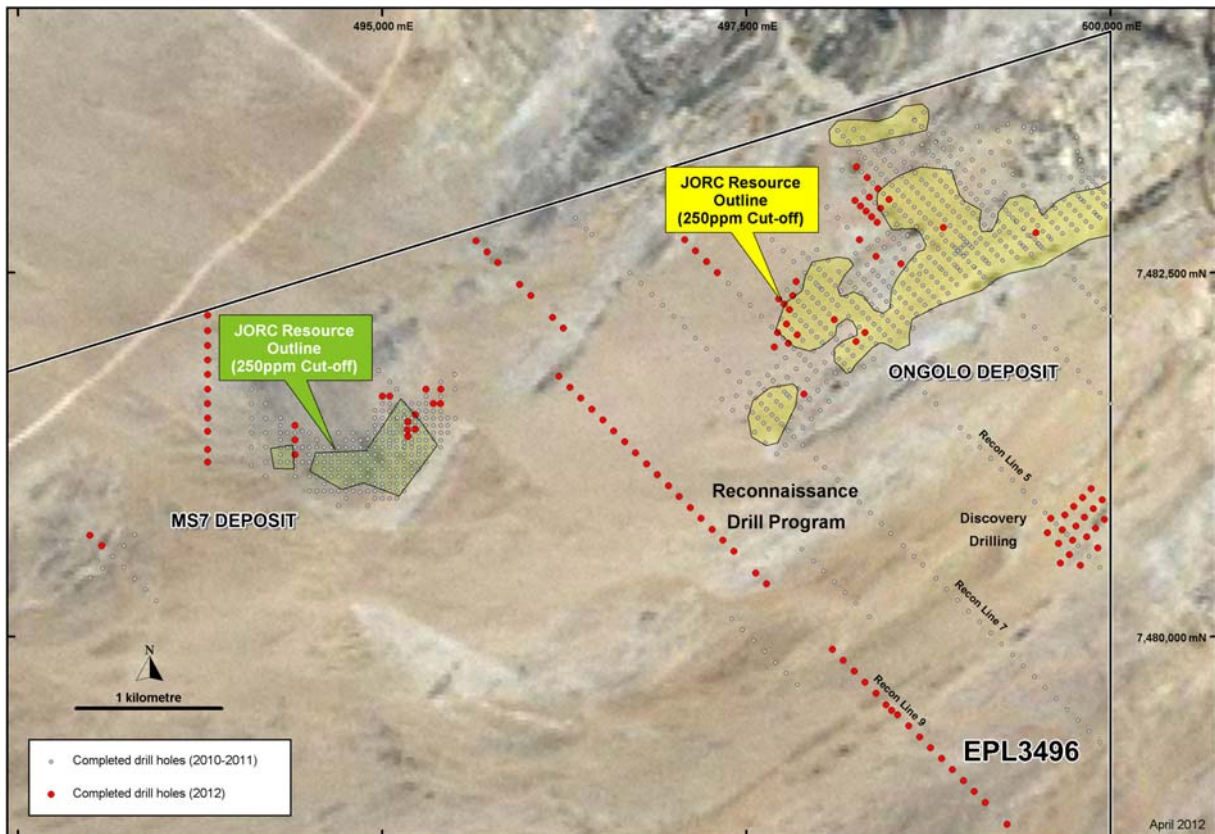 495,000 mE
497,500 mE
500,000 mE
JORC Resource
Outline
(250ppm Cut-off)
7,482,500 mN
JORC Resource
Outline
(250ppm Cut-off)
ONGOLO DEPOSIT
Recon Line 5
Reconnaissance
Drill Program
MS7 DEPOSIT
Discovery
Drilling
Recon Line 7
7,480,000 mN
N
1 kilometre
Recon Line 9
EPL3496
Completed drill holes (2010-2011)
Completed drill holes (2012)
April 2012